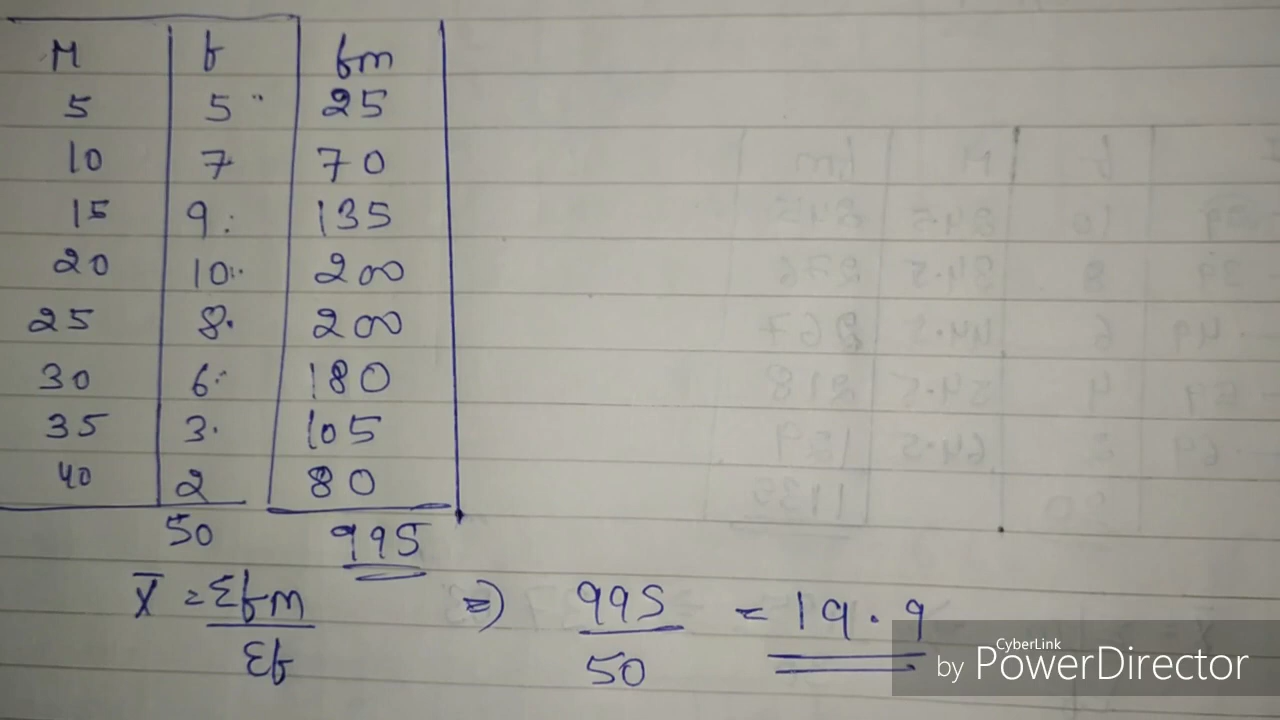 M f fm
5 5 25
10 7 70
15 9 135
20 10 200
25 8 200
30 6 180
35 3 105
40 2 80
50 995
X̅ = Σfm / Σf ⇒ 995 / 50 = 19.9
CyberLink
by PowerDirector